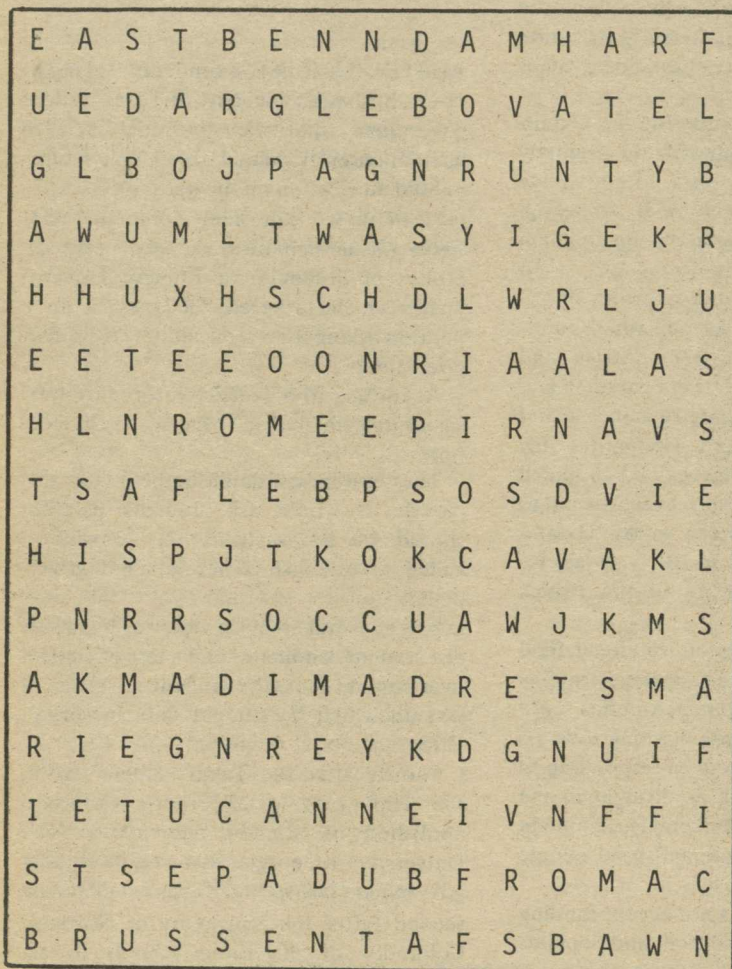 E A S T B E N N D A M H A R F
U E D A R G L E B O V A T E L
G L B O J P A G N R U N T Y B
A W U M L T W A S Y I G E K R
H H U X H S C H D L W R L J U
E E T E E O O N R I A A L A S
H L N R O M E E P I R N A V S
T S A F L E B P S O S D V I E
H I S P J T K O K C A V A K L
P N R R S O C C U A W J K M S
A K M A D I M A D R E T S M A
R I E G N R E Y K D G N U I F
I E T U C A N N E I V N F F I
S T S E P A D U B F R O M A C
B R U S S E N T A F S B A W N